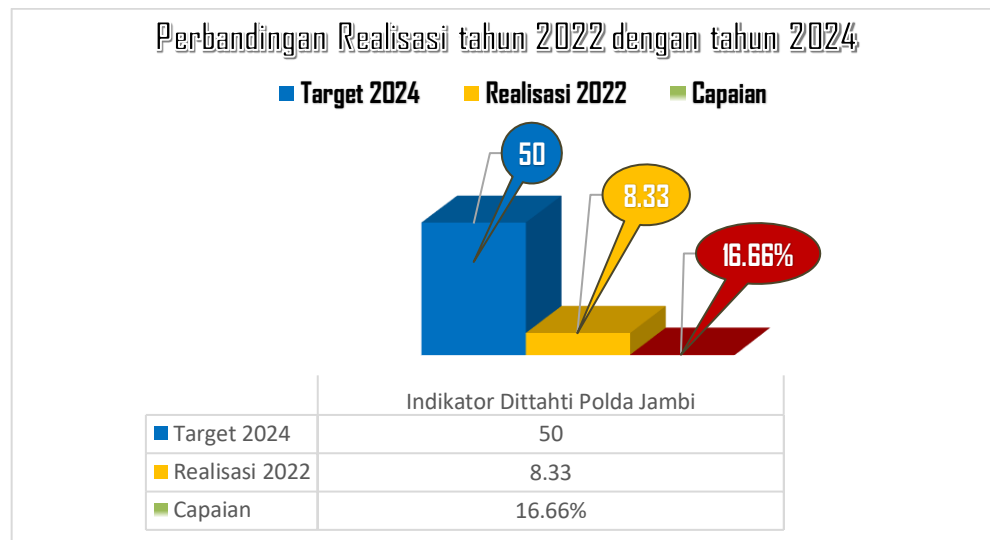 Perbandingan Realisasi tahun 2022 dengan tahun 2024
Target 2024 Realisasi 2022 Capaian
50
8.33
16.66%
Indikator Dittahti Polda Jambi
Target 2024 50
Realisasi 2022 8.33
Capaian 16.66%